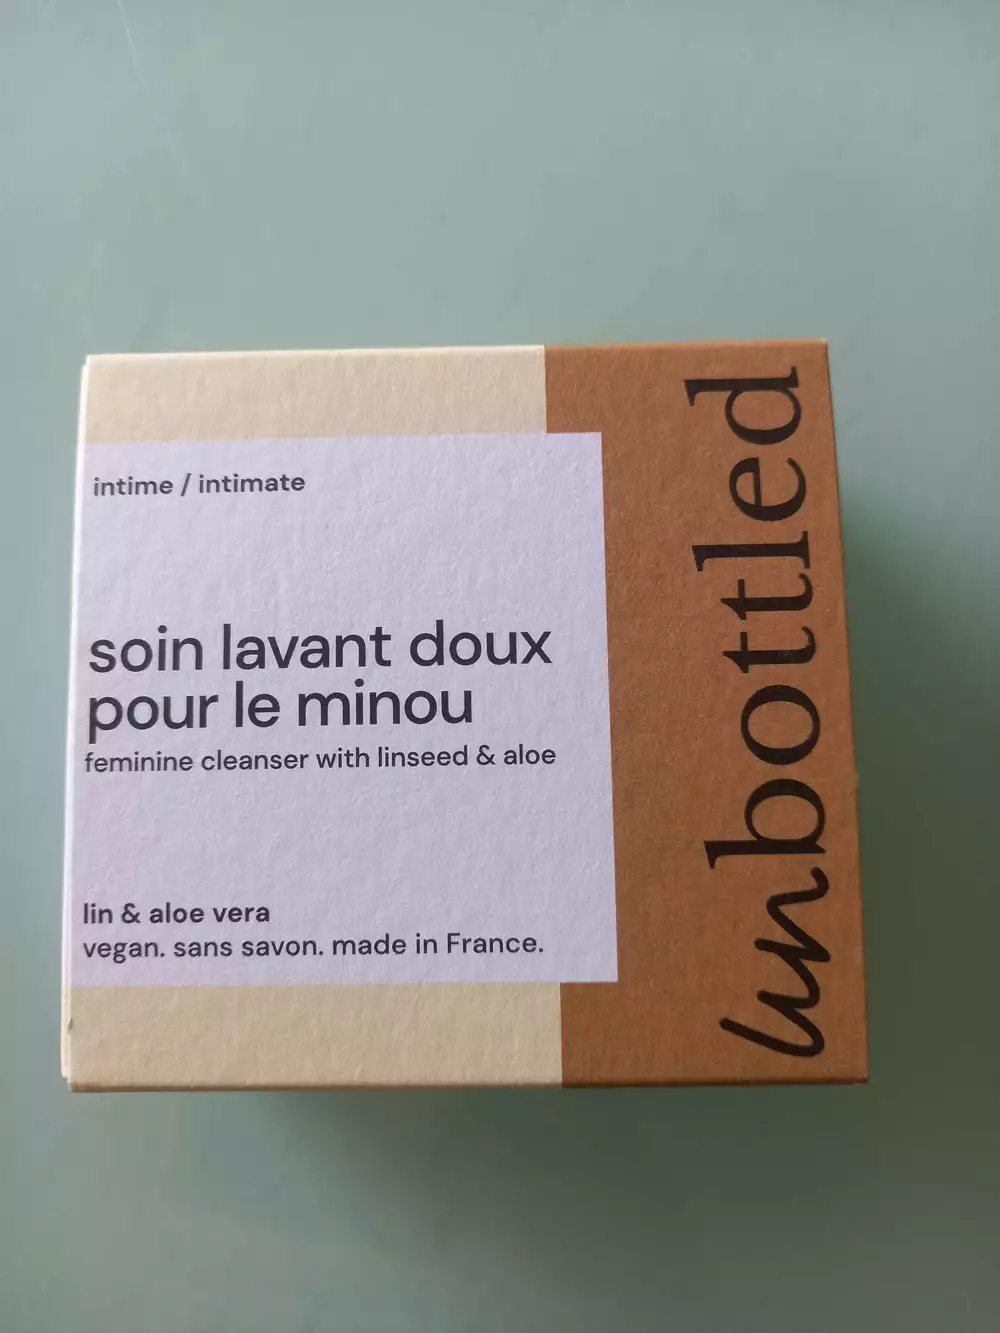 intime / intimate
soin lavant doux
pour le minou
feminine cleanser with linseed & aloe
lin & aloe vera
vegan. sans savon. made in France.
unbottled